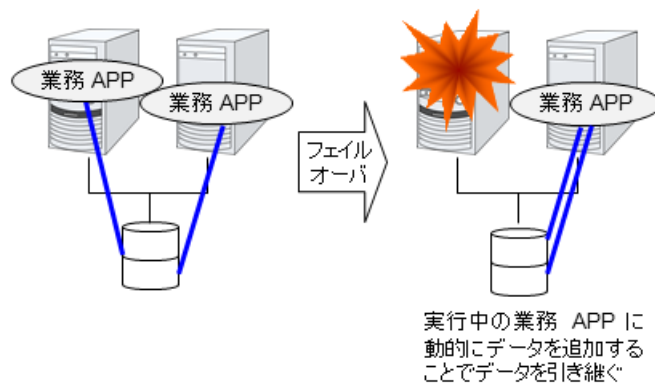 業務 APP
業務 APP
フェイル
オーバ
業務 APP
実行中の業務 APP に
動的にデータを追加する
ことでデータを引き継ぐ